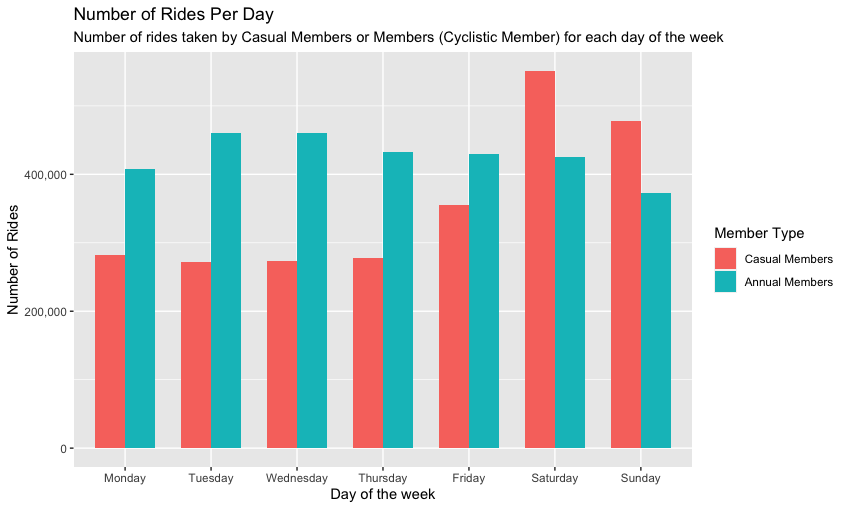 Number of Rides Per Day
Number of rides taken by Casual Members or Members (Cyclistic Member) for each day of the week
Number of Rides
400,000
200,000
0
Monday Tuesday Wednesday Thursday Friday Saturday Sunday
Day of the week
Member Type
Casual Members
Annual Members